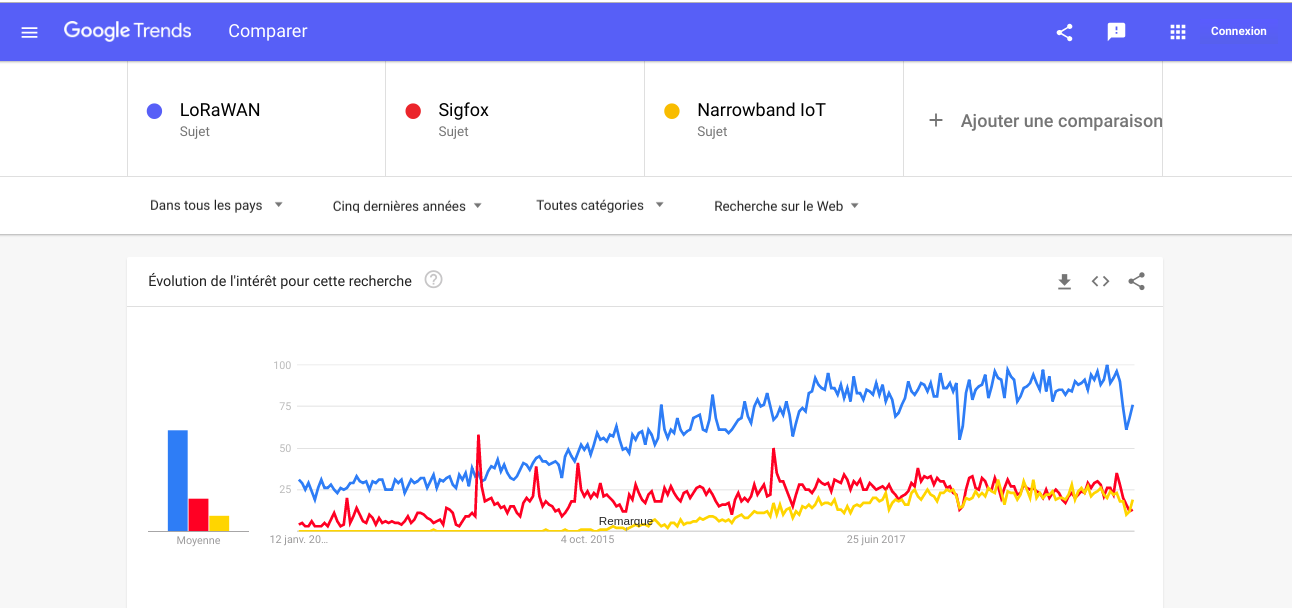 Google Trends Comparer Connexion
LoRaWAN
Sujet
Sigfox
Sujet
Narrowband IoT
Sujet
+ Ajouter une comparaison
Dans tous les pays Cinq dernières années Toutes catégories Recherche sur le Web
Évolution de l'intérêt pour cette recherche ?
100
75
50
25
Remarque
Moyenne
12 janv. 20... 4 oct. 2015 25 juin 2017